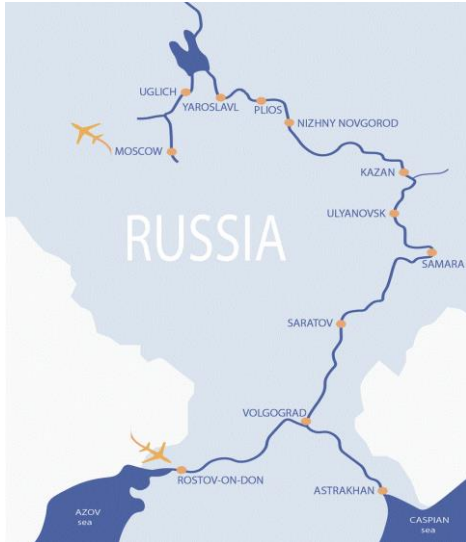 UGLICH
YAROSLAVL
PLIOS
NIZHNY NOVGOROD
MOSCOW
KAZAN
ULYANOVSK
RUSSIA
SAMARA
SARATOV
VOLGOGRAD
ROSTOV-ON-DON
ASTRAKHAN
AZOV
sea
CASPIAN
sea